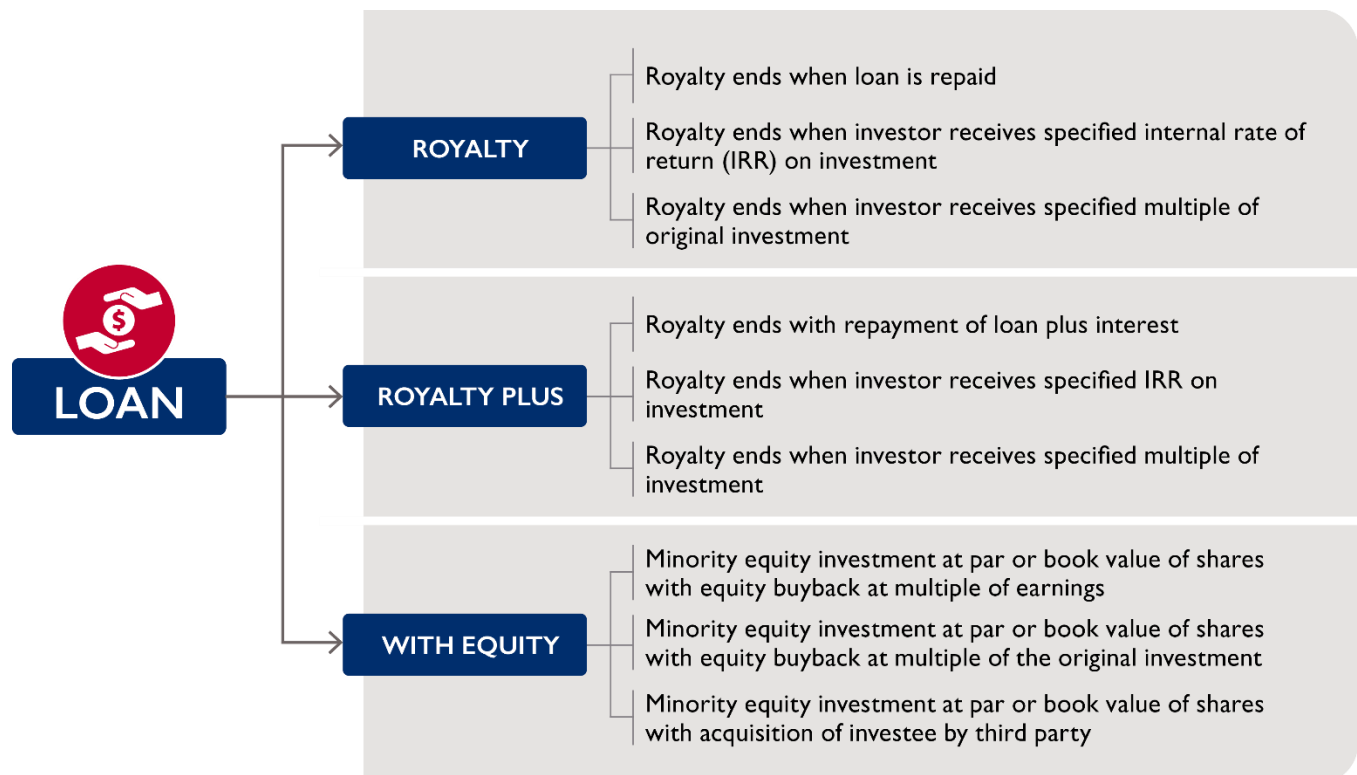 Royalty ends when loan is repaid
ROYALTY
Royalty ends when investor receives specified internal rate of
return (IRR) on investment
Royalty ends when investor receives specified multiple of
original investment
$
LOAN
Royalty ends with repayment of loan plus interest
ROYALTY PLUS
Royalty ends when investor receives specified IRR on
investment
Royalty ends when investor receives specified multiple of
investment
Minority equity investment at par or book value of shares
with equity buyback at multiple of earnings
WITH EQUITY
Minority equity investment at par or book value of shares
with equity buyback at multiple of the original investment
Minority equity investment at par or book value of shares
with acquisition of investee by third party